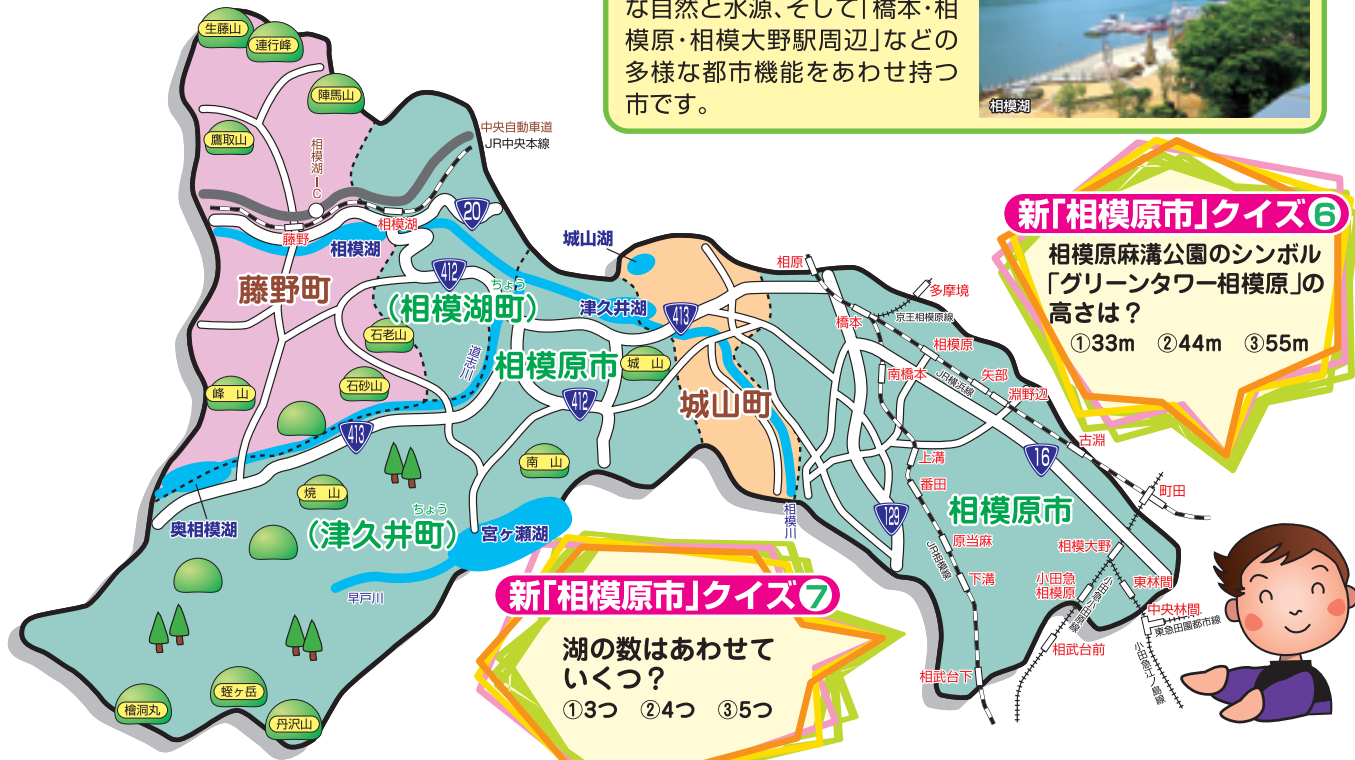 な自然と水源、そして「橋本・相
模原・相模大野駅周辺」などの
多様な都市機能をあわせ持つ
市です。
相模湖
生藤山
連行峰
陣馬山
鷹取山
相模湖IC
中央自動車道
JR中央本線
20
藤野
相模湖
相模湖
412
藤野町
ちょう
(相模湖町)
城山湖
津久井湖
413
石老山
道志川
相模原市
城 山
城山町
峰 山
石砂山
412
413
南 山
焼 山
奥相模湖
ちょう
(津久井町)
宮ヶ瀬湖
早戸川
檜洞丸
蛭ヶ岳
丹沢山
相原
多摩境
京王相模原線
橋本
相模原
南橋本
JR横浜線
矢部
淵野辺
古淵
上溝
16
番田
町田
相模川
129
相模原市
原当麻
JR相模線
相模大野
下溝
小田急
相模原
小田急小田原線
東林間
中央林間
東急田園都市線
相武台前
小田急江ノ島線
相武台下
新「相模原市」クイズ6
相模原麻溝公園のシンボル
「グリーンタワー相模原」の
高さは？
①33m ②44m ③55m
新「相模原市」クイズ7
湖の数はあわせて
いくつ？
①3つ ②4つ ③5つ